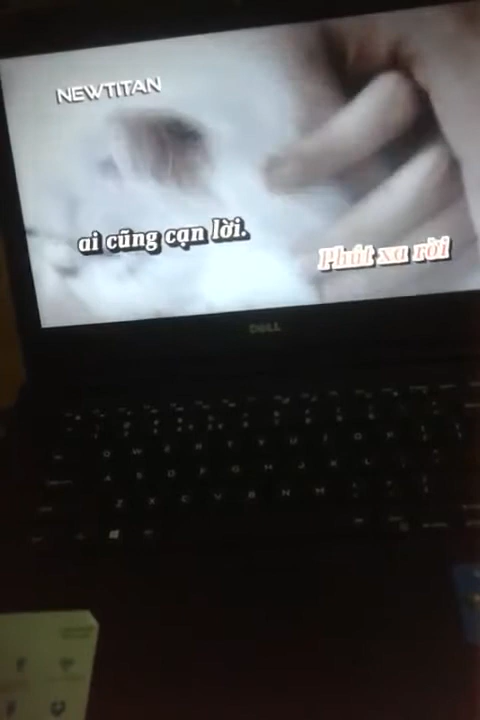 NEWTITAN
ai cũng cạn lời.
Phút xa rời
DELL